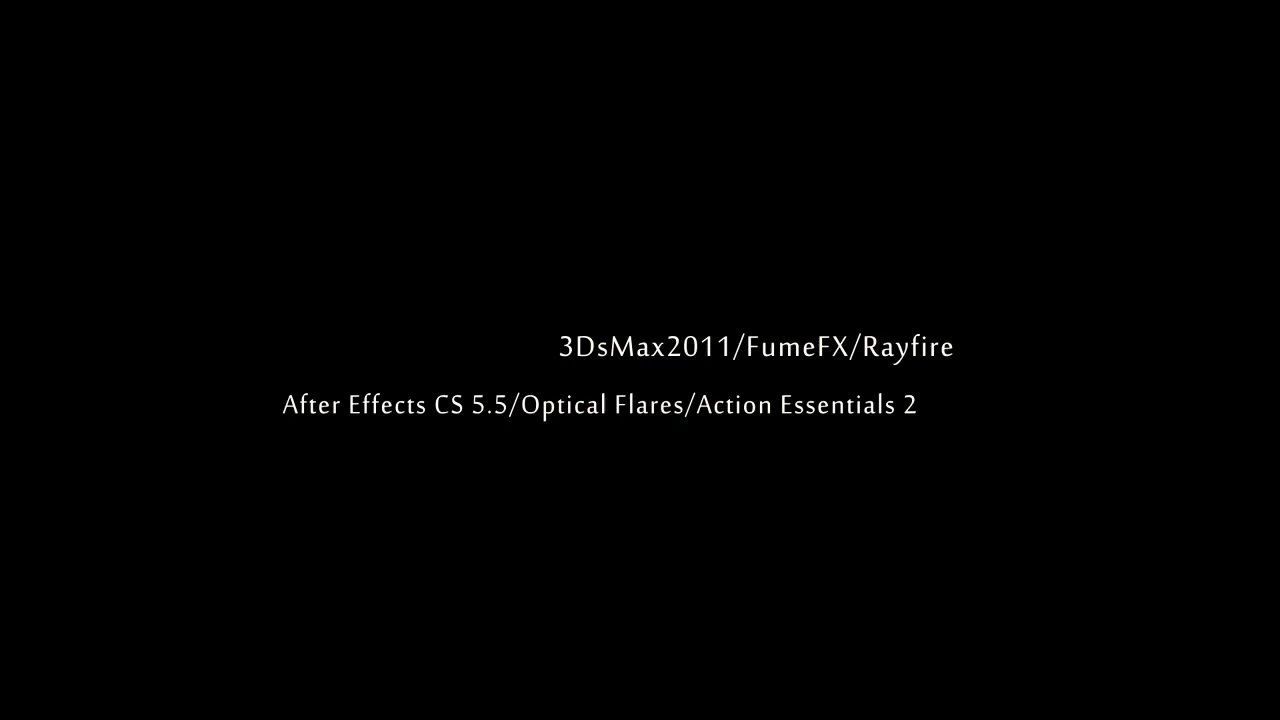 3DsMax2011/FumeFX/Rayfire
After Effects CS 5.5/Optical Flares/Action Essentials 2